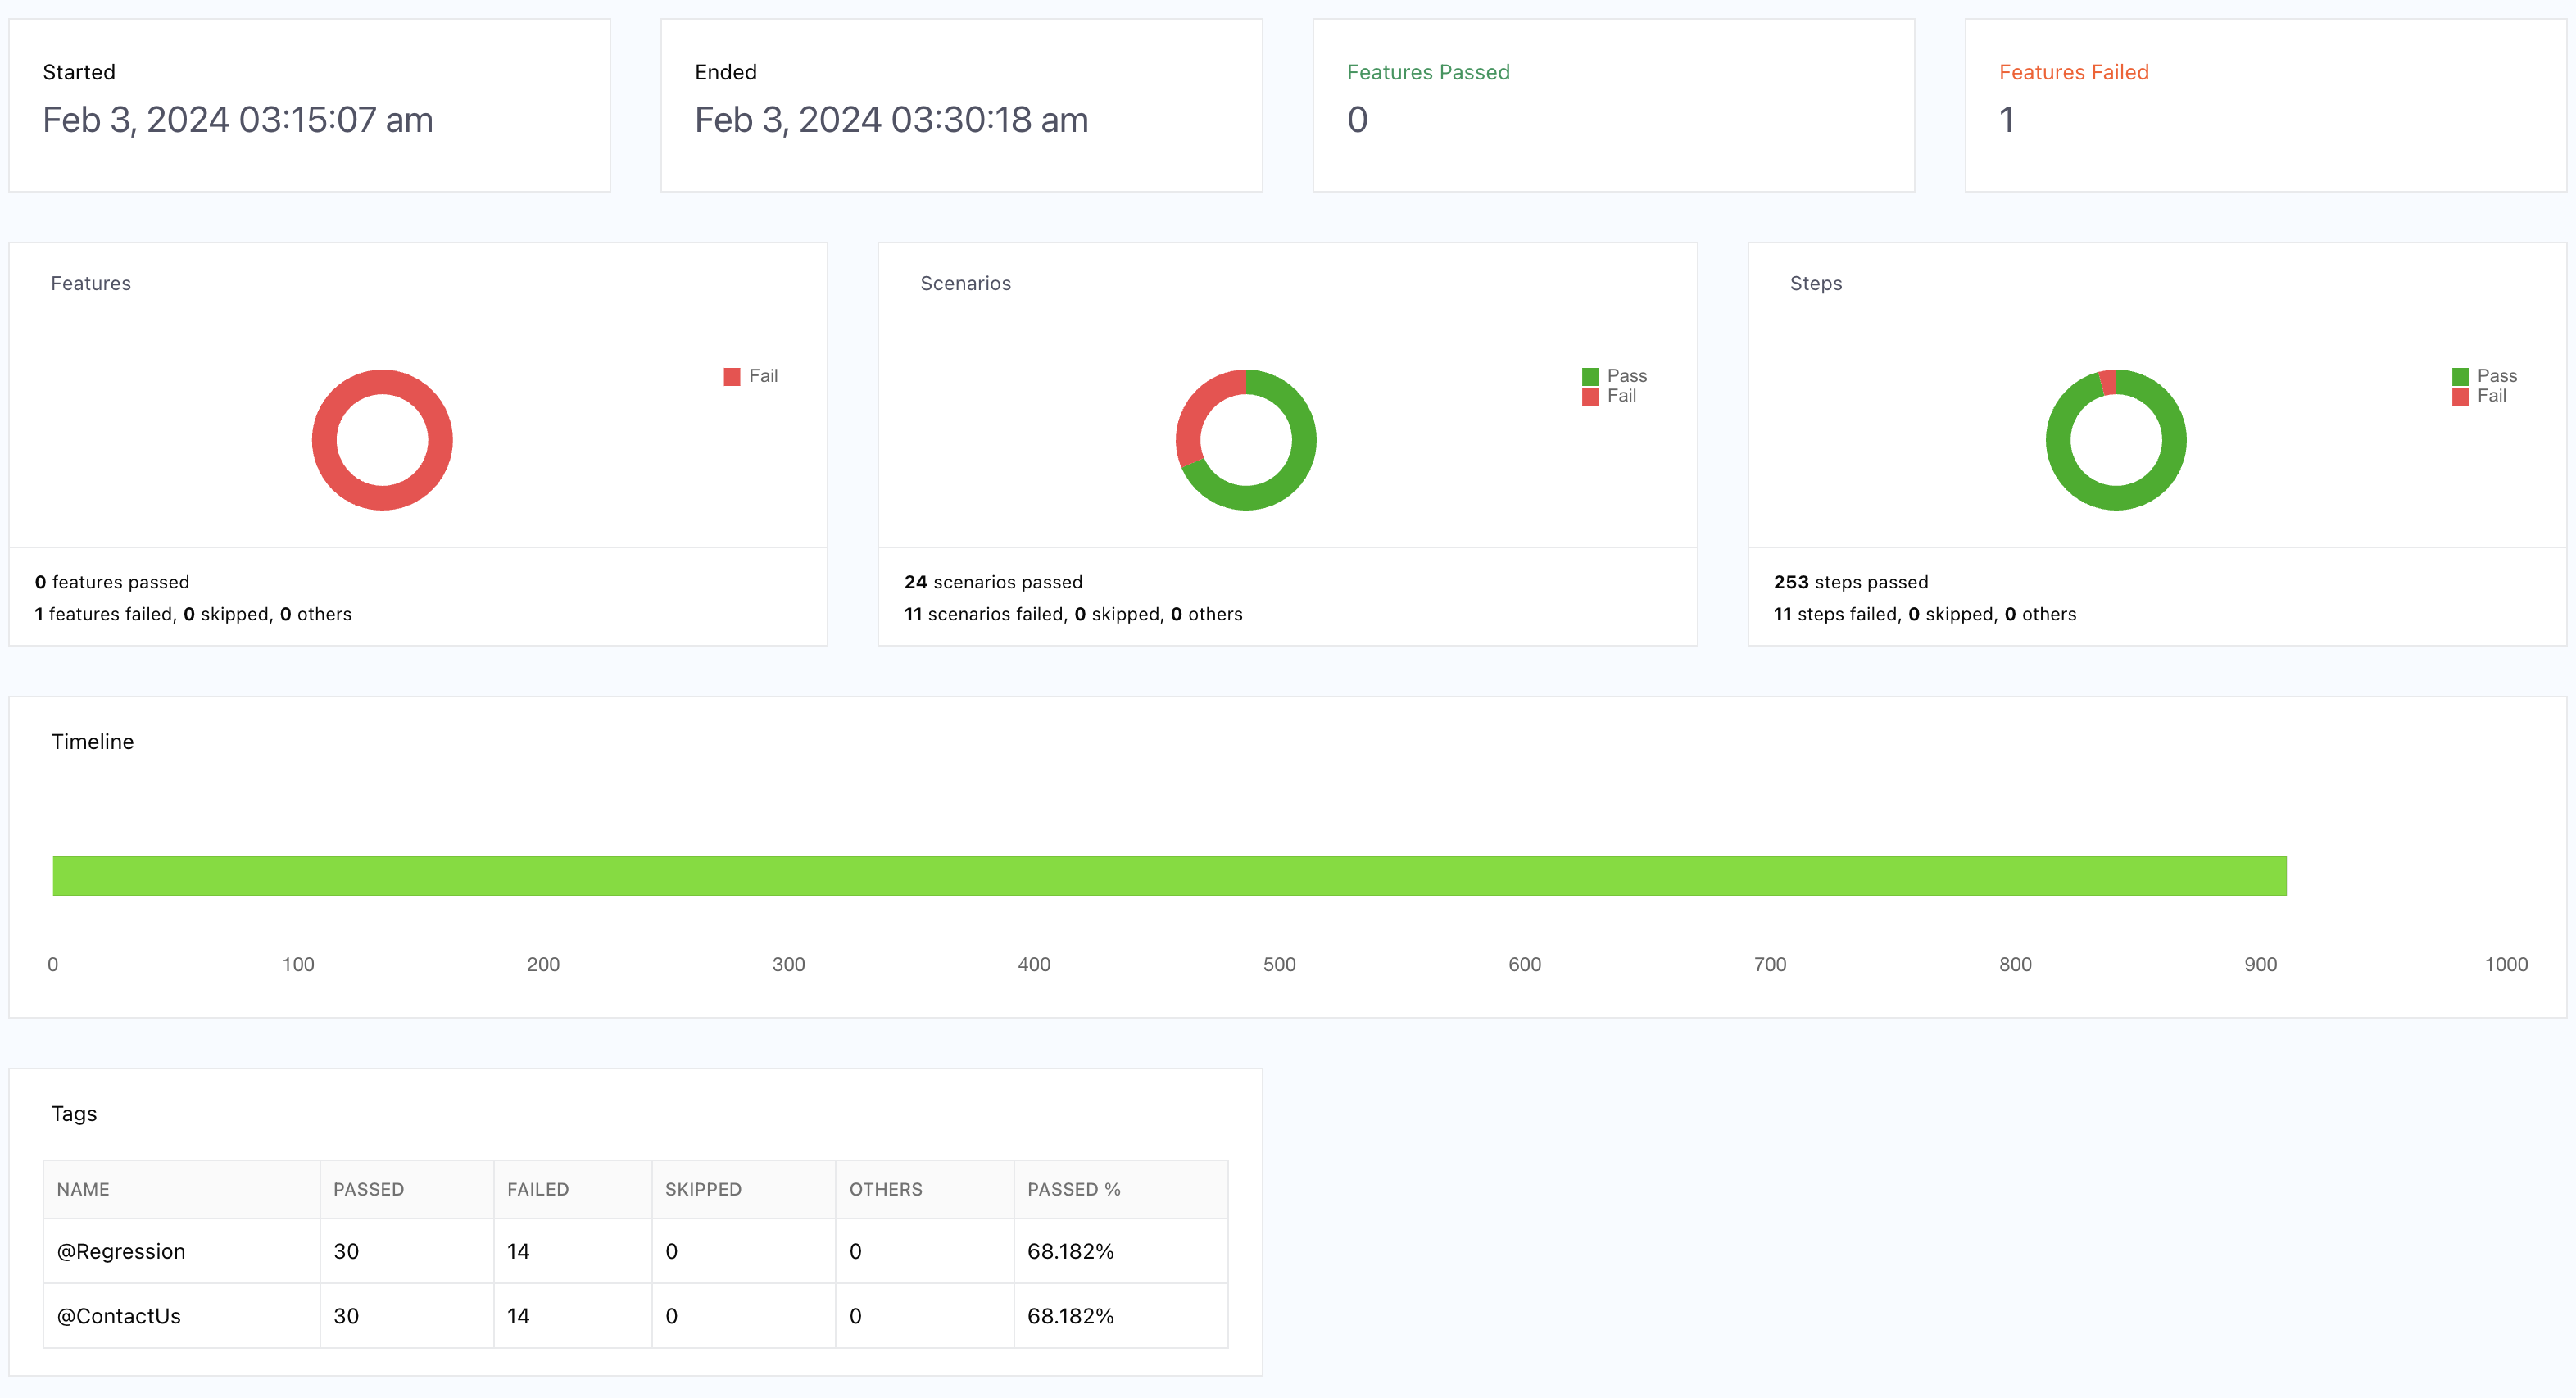 Started
Feb 3, 2024 03:15:07 am
Ended
Feb 3, 2024 03:30:18 am
Features Passed
0
Features Failed
1
Features
Fail
0 features passed
1 features failed, 0 skipped, 0 others
Scenarios
Pass
Fail
24 scenarios passed
11 scenarios failed, 0 skipped, 0 others
Steps
Pass
Fail
253 steps passed
11 steps failed, 0 skipped, 0 others
Timeline
0 100 200 300 400 500 600 700 800 900 1000
Tags
NAME PASSED FAILED SKIPPED OTHERS PASSED %
@Regression 30 14 0 0 68.182%
@ContactUs 30 14 0 0 68.182%